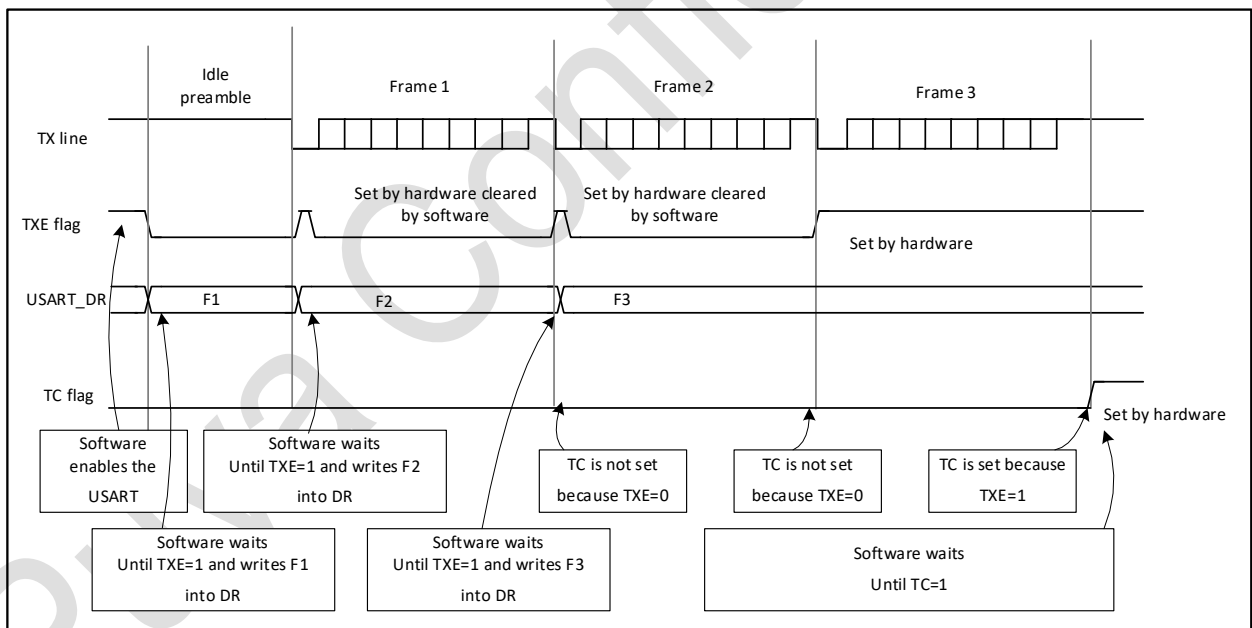 Idle
preamble
Frame 1
Frame 2
Frame 3
TX line
Set by hardware cleared
by software
Set by hardware cleared
by software
TXE flag
Set by hardware
USART_DR
F1
F2
F3
TC flag
Set by hardware
Software
enables the
USART
Software waits
Until TXE=1 and writes F2
into DR
TC is not set
because TXE=0
TC is not set
because TXE=0
TC is set because
TXE=1
Software waits
Until TXE=1 and writes F1
into DR
Software waits
Until TXE=1 and writes F3
into DR
Software waits
Until TC=1